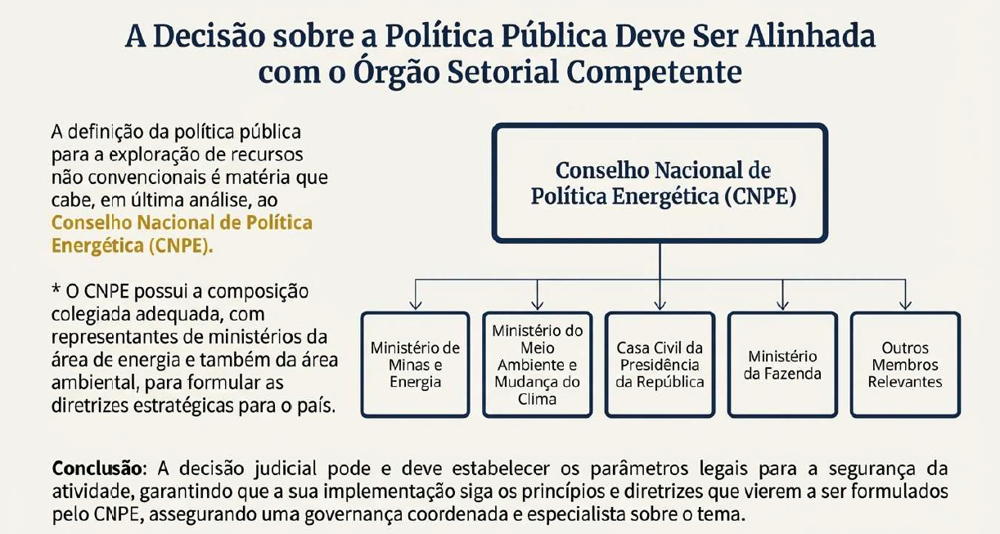 A Decisão sobre a Política Pública Deve Ser Alinhada
com o Órgão Setorial Competente
A definição da política pública
para a exploração de recursos
não convencionais é matéria que
cabe, em última análise, ao
Conselho Nacional de Política
Energética (CNPE).
* O CNPE possui a composição
colegiada adequada, com
representantes de ministérios da
área de energia e também da área
ambiental, para formular as
diretrizes estratégicas para o país.
Conselho Nacional de
Política Energética (CNPE)
Ministério de
Minas e
Energia
Ministério do
Meio
Ambiente e
Mudança do
Clima
Casa Civil da
Presidência
da República
Ministério
da Fazenda
Outros
Membros
Relevantes
Conclusão: A decisão judicial pode e deve estabelecer os parâmetros legais para a segurança da
atividade, garantindo que a sua implementação siga os princípios e diretrizes que vierem a ser formulados
pelo CNPE, assegurando uma governança coordenada e especialista sobre o tema.